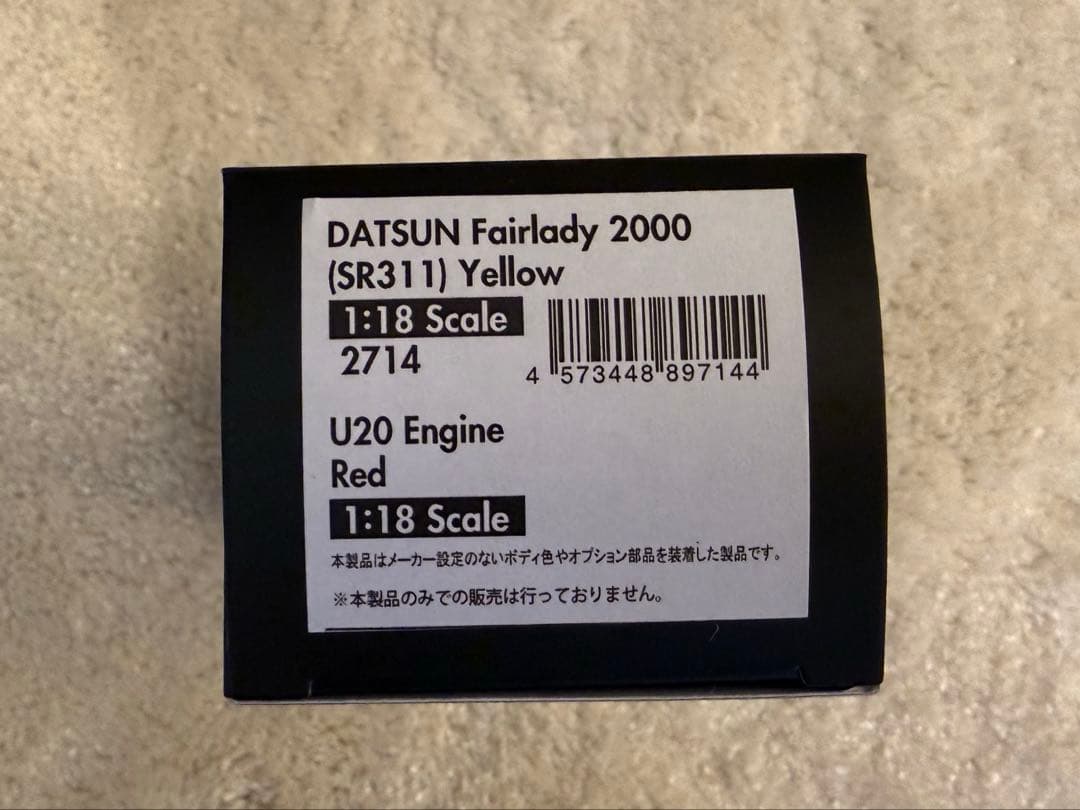 DATSUN Fairlady 2000
(SR311) Yellow
1:18 Scale
2714
4 573448 897144
U20 Engine
Red
1:18 Scale
本製品はメーカー設定のないボディ色やオプション部品を装着した製品です。
※本製品のみでの販売は行っておりません。